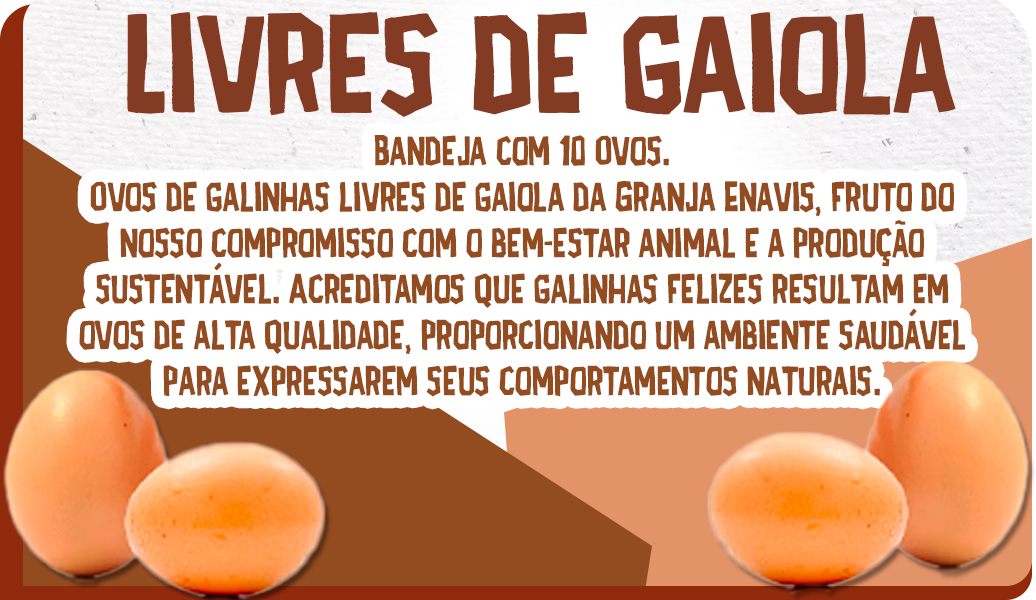 LIVRES DE GAIOLA
BANDEJA COM 10 OVOS.
OVOS DE GALINHAS LIVRES DE GAIOLA DA GRANJA ENAVIS, FRUTO DO
NOSSO COMPROMISSO COM O BEM-ESTAR ANIMAL E A PRODUÇÃO
SUSTENTÁVEL. ACREDITAMOS QUE GALINHAS FELIZES RESULTAM EM
OVOS DE ALTA QUALIDADE, PROPORCIONANDO UM AMBIENTE SAUDÁVEL
PARA EXPRESSAREM SEUS COMPORTAMENTOS NATURAIS.